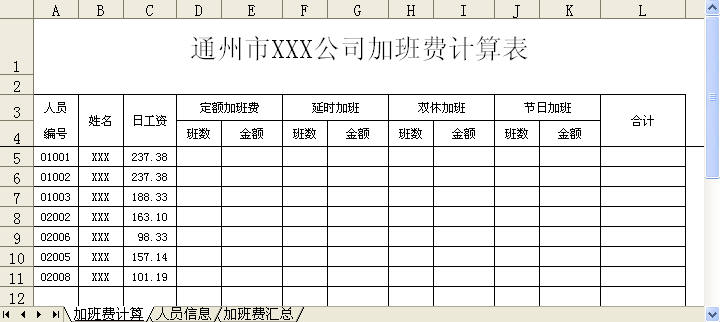 A B C D E F G H I J K L
1 通州市XXX公司加班费计算表
2
3 人员 姓名 日工资 定额加班费 延时加班 双休加班 节日加班 合计
4 编号 班数 金额 班数 金额 班数 金额 班数 金额
5 01001 XXX 237.38
6 01002 XXX 237.38
7 01003 XXX 188.33
8 02002 XXX 163.10
9 02006 XXX 98.33
10 02005 XXX 157.14
11 02008 XXX 101.19
12
加班费计算 人员信息 加班费汇总